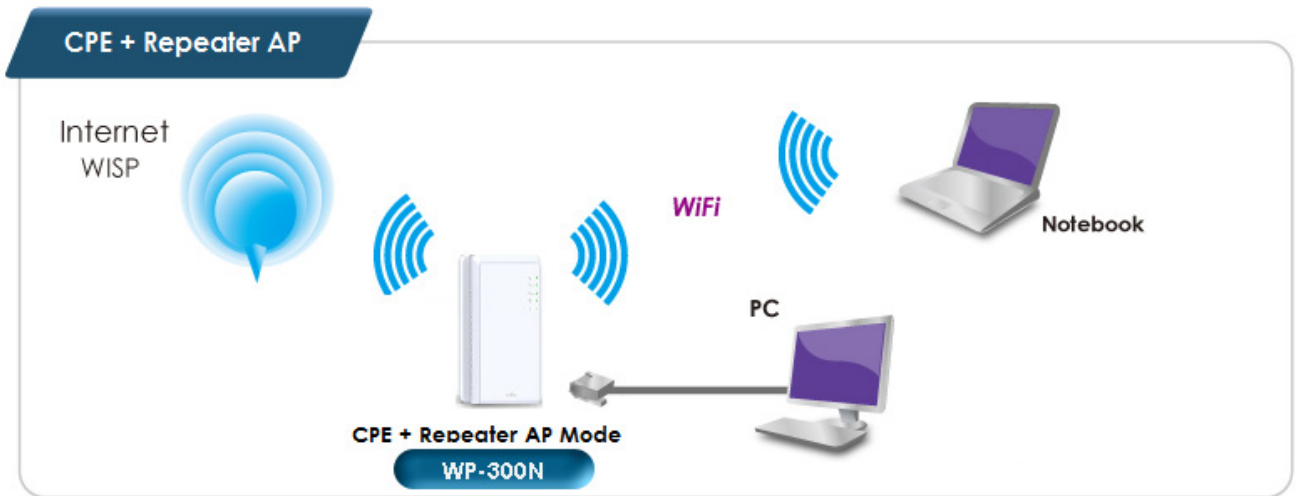 CPE + Repeater AP
Internet
WISP
WiFi
Notebook
PC
CPE + Repeater AP Mode
WP-300N